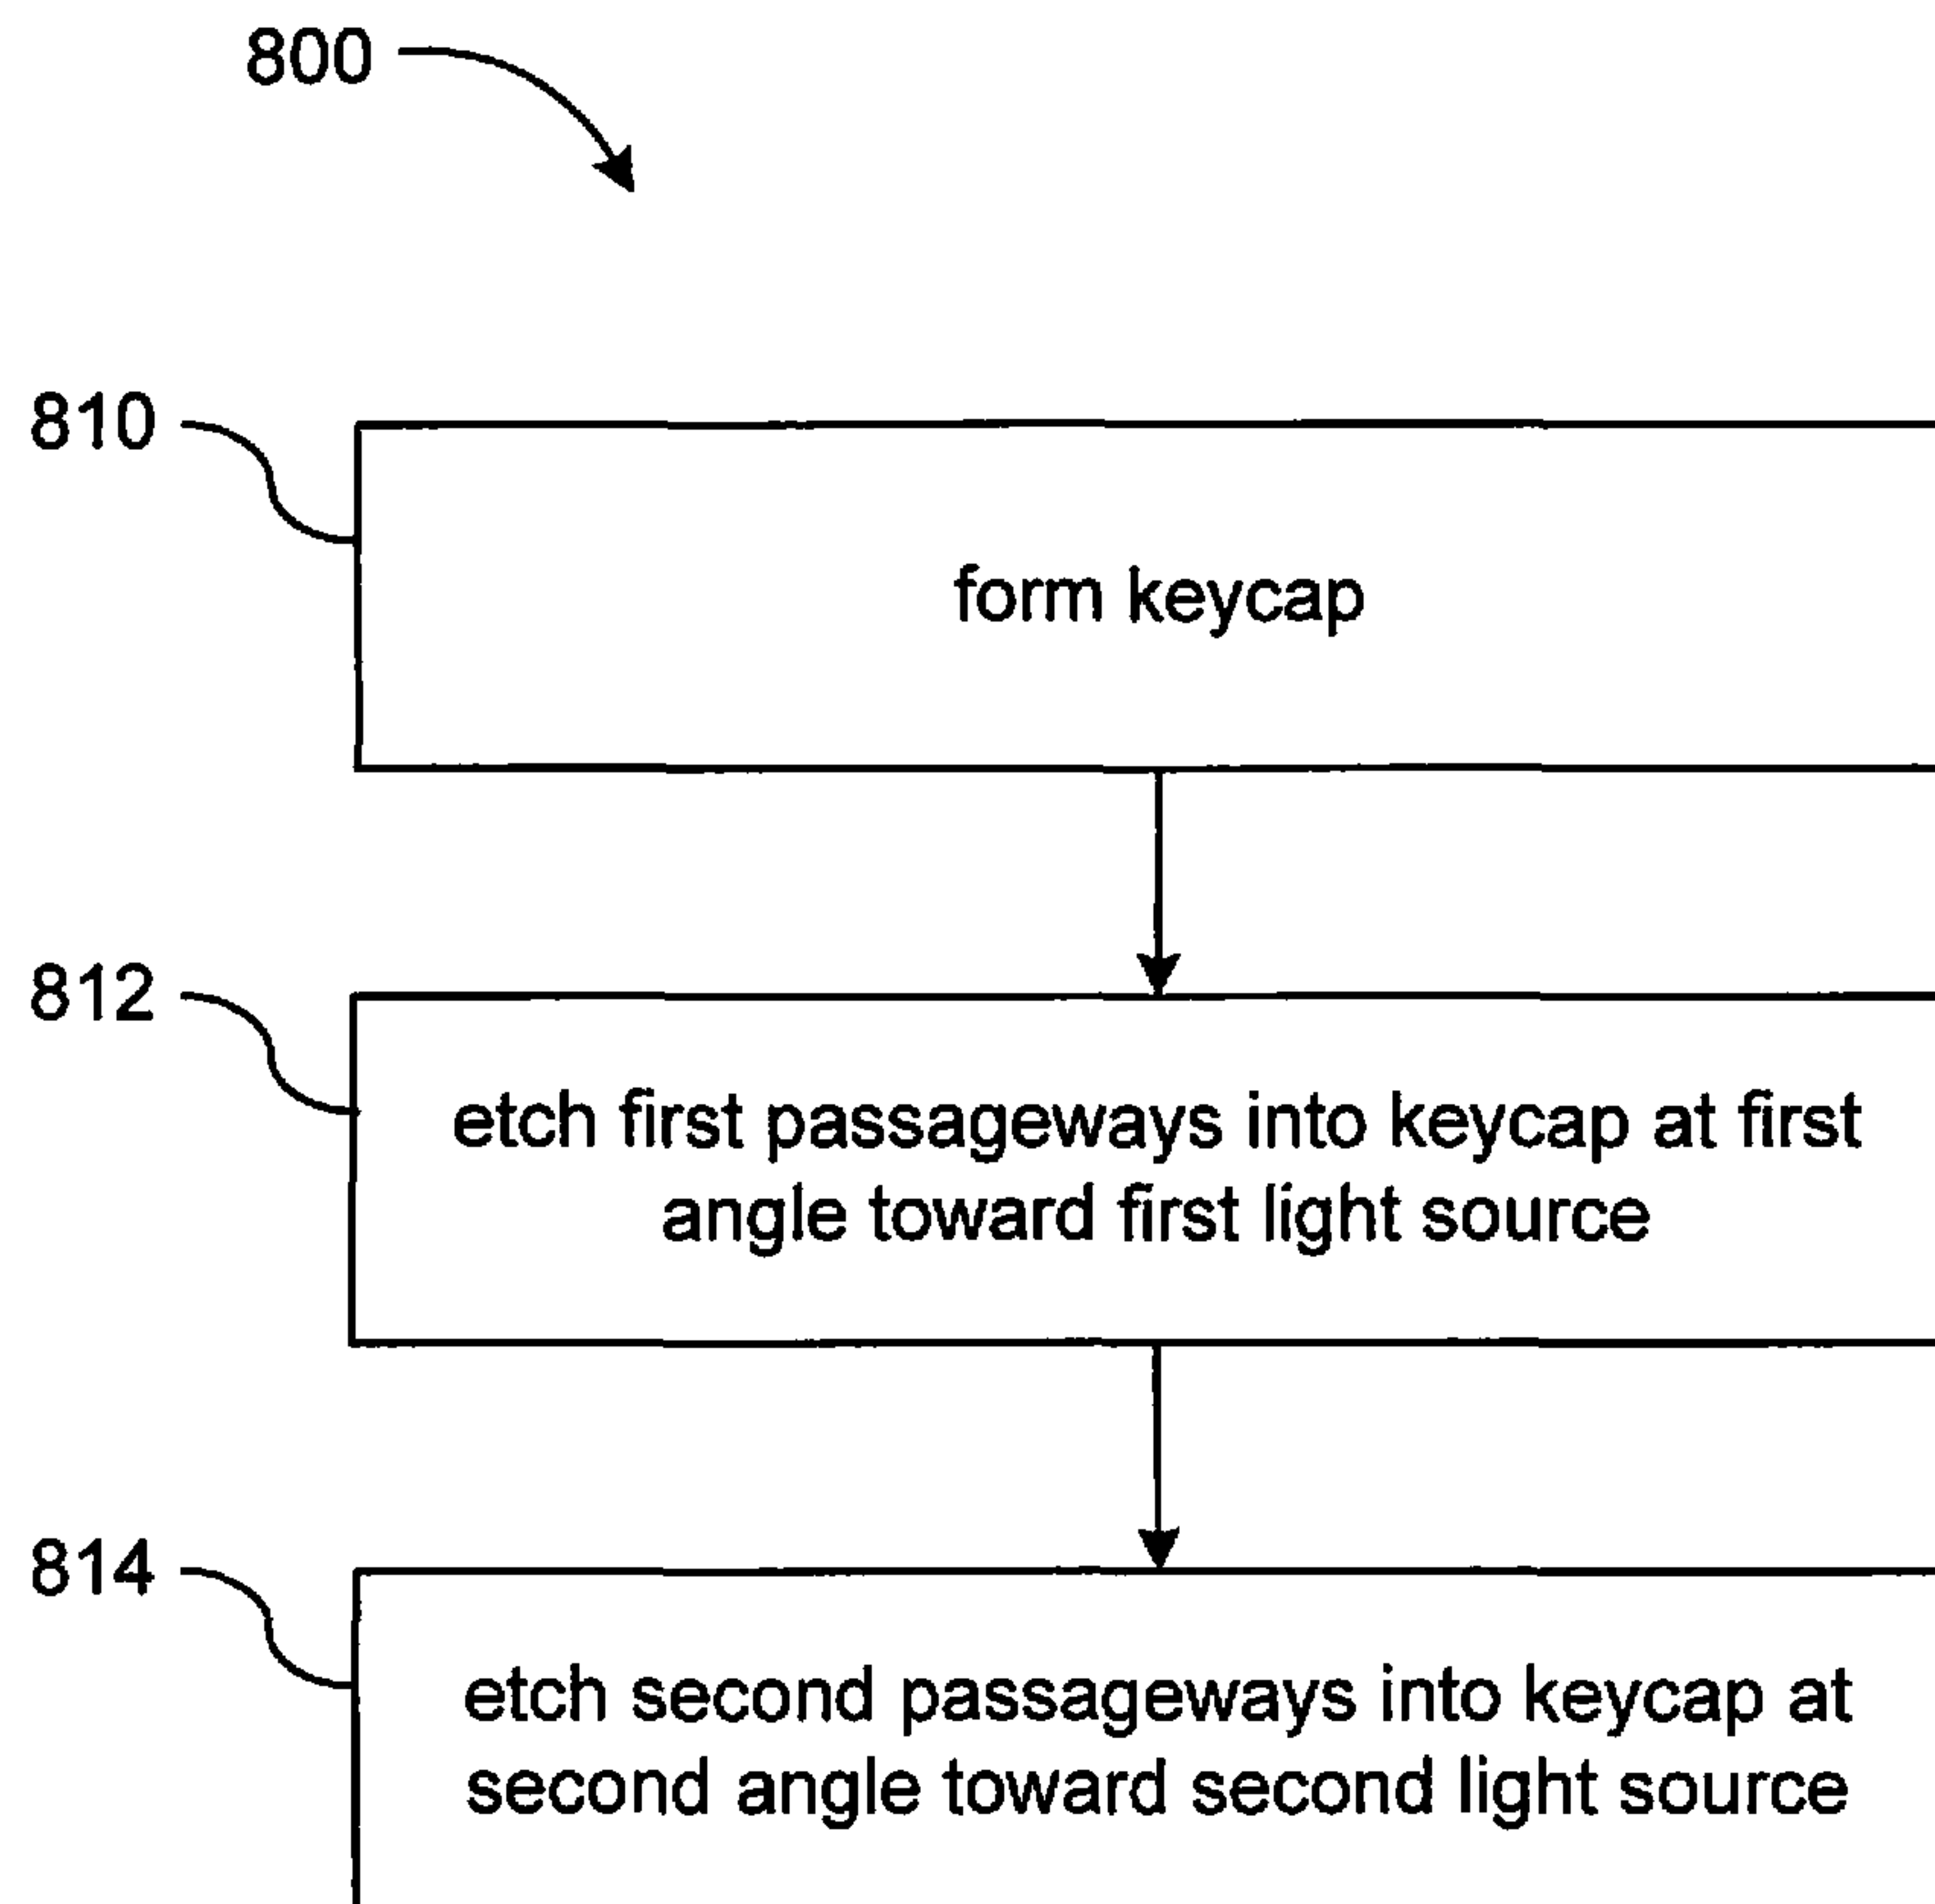 800
810
form keycap
812
etch first passageways into keycap at first
angle toward first light source
814
etch second passageways into keycap at
second angle toward second light source